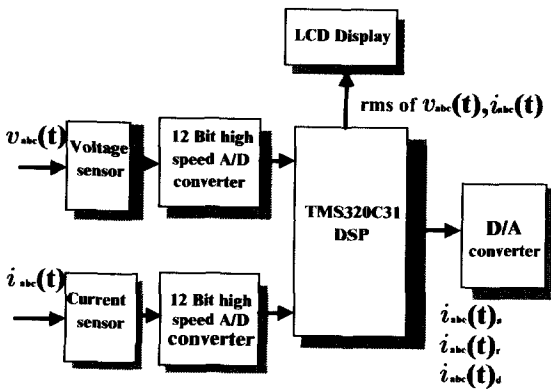 LCD Display
rms of v_abc(t), i_abc(t)
v_abc(t)
Voltage
sensor
12 Bit high
speed A/D
converter
TMS320C31
DSP
D/A
converter
i_abc(t)
Current
sensor
12 Bit high
speed A/D
converter
i_abc(t)_a
i_abc(t)_r
i_abc(t)_d